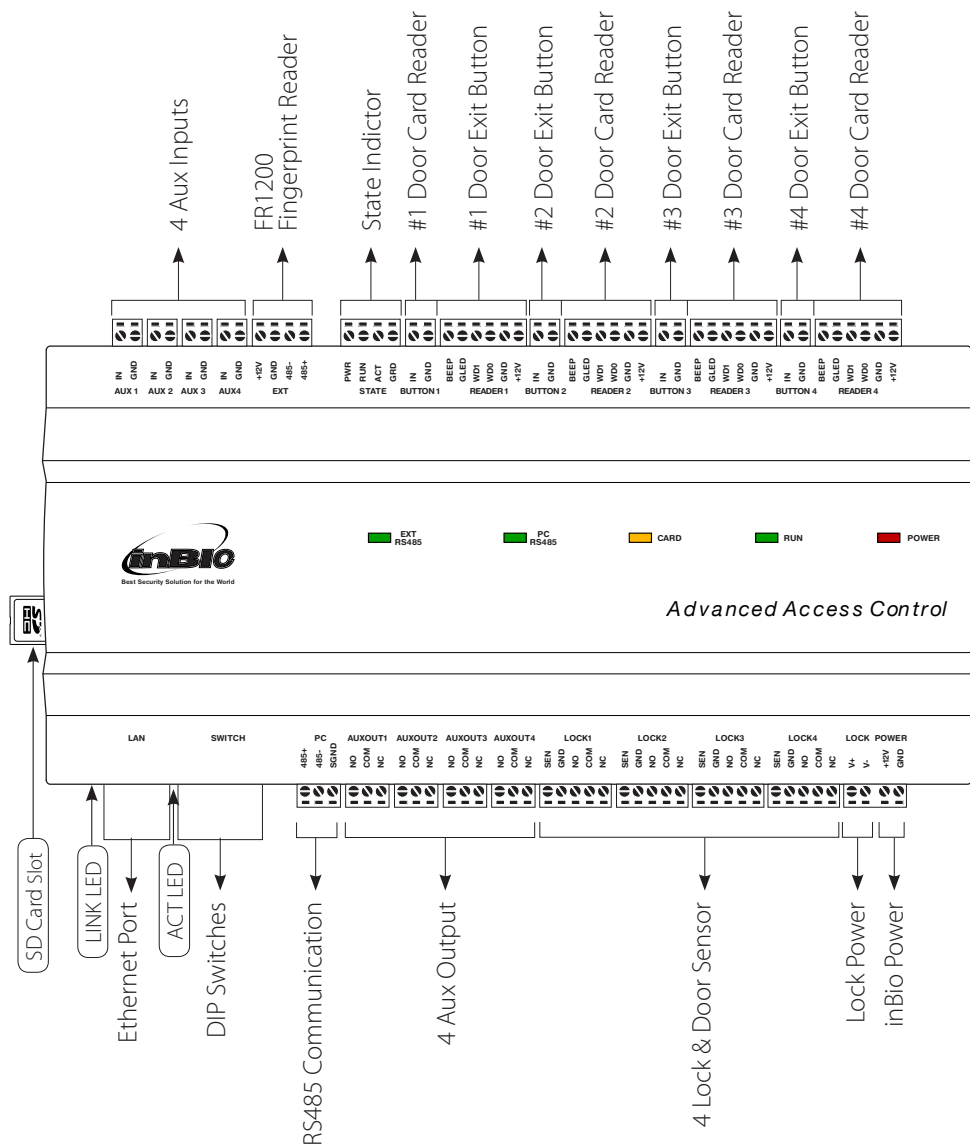 4 Aux Inputs
FR1200
Fingerprint Reader
State Indictor
#1 Door Card Reader
#1 Door Exit Button
#2 Door Exit Button
#2 Door Card Reader
#3 Door Exit Button
#3 Door Card Reader
#4 Door Exit Button
#4 Door Card Reader
IN
GND
AUX 1
IN
GND
AUX 2
IN
GND
AUX 3
IN
GND
AUX4
+12V
GND
485-
485+
EXT
PWR
RUN
ACT
GRD
STATE
IN
GND
BUTTON 1
BEEP
GLED
WD1
WD0
GND
+12V
READER1
IN
GND
BUTTON 2
BEEP
GLED
WD1
WD0
GND
+12V
READER 2
IN
GND
BUTTON 3
BEEP
GLED
WD1
WD0
GND
+12V
READER 3
IN
GND
BUTTON 4
BEEP
GLED
WD1
WD0
GND
+12V
READER 4
inBIO
Best Security Solution for the World
EXT
RS485
PC
RS485
CARD
RUN
POWER
Advanced Access Control
SD
HC
LAN
SWITCH
PC
485+
485-
SGND
AUXOUT1
NO
COM
NC
AUXOUT2
NO
COM
NC
AUXOUT3
NO
COM
NC
AUXOUT4
NO
COM
NC
LOCK1
SEN
GND
NO
COM
NC
LOCK2
SEN
GND
NO
COM
NC
LOCK3
SEN
GND
NO
COM
NC
LOCK4
SEN
GND
NO
COM
NC
LOCK
V+
V-
POWER
+12V
GND
SD Card Slot
LINK LED
Ethernet Port
ACT LED
DIP Switches
RS485 Communication
4 Aux Output
4 Lock & Door Sensor
Lock Power
inBio Power